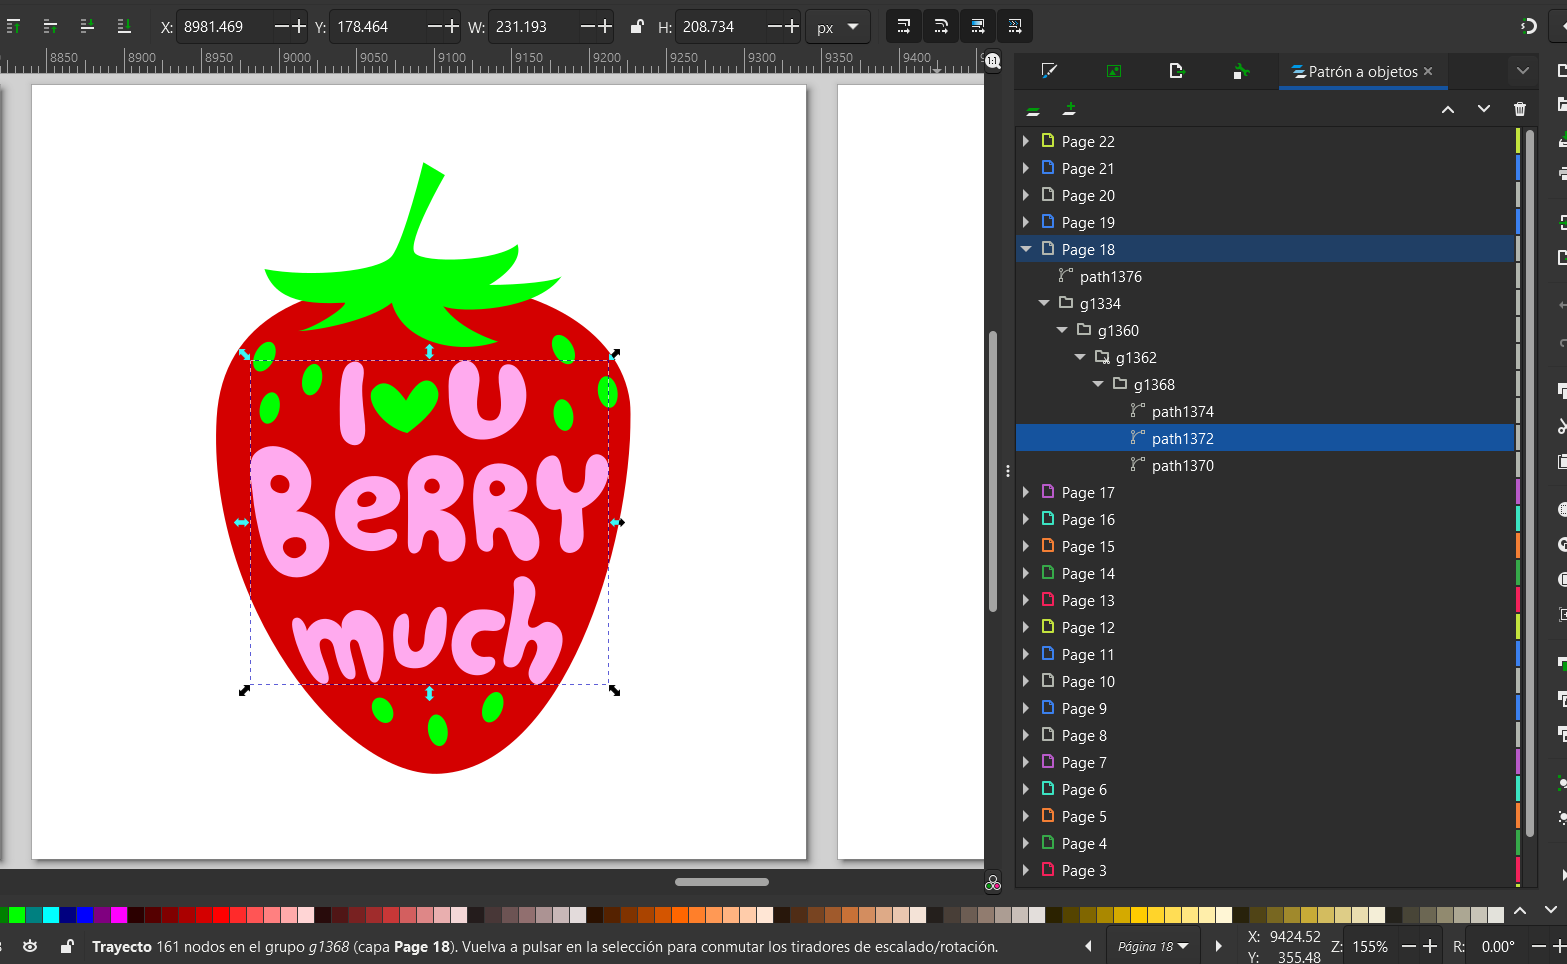 X: 8981.469 Y: 178.464 W: 231.193 H: 208.734 px
8850 8900 8950 9000 9050 9100 9150 9200 9250 9300 9350 9400
1:1
Patrón a objetos
Page 22
Page 21
Page 20
Page 19
Page 18
path1376
g1334
g1360
g1362
g1368
path1374
path1372
path1370
Page 17
Page 16
Page 15
Page 14
Page 13
Page 12
Page 11
Page 10
Page 9
Page 8
Page 7
Page 6
Page 5
Page 4
Page 3
I U
BeRRY
much
Trayecto 161 nodos en el grupo g1368 (capa Page 18). Vuelva a pulsar en la selección para conmutar los tiradores de escalado/rotación.
Página 18
X: 9424.52
Y: 355.48
Z: 155%
R: 0.00°